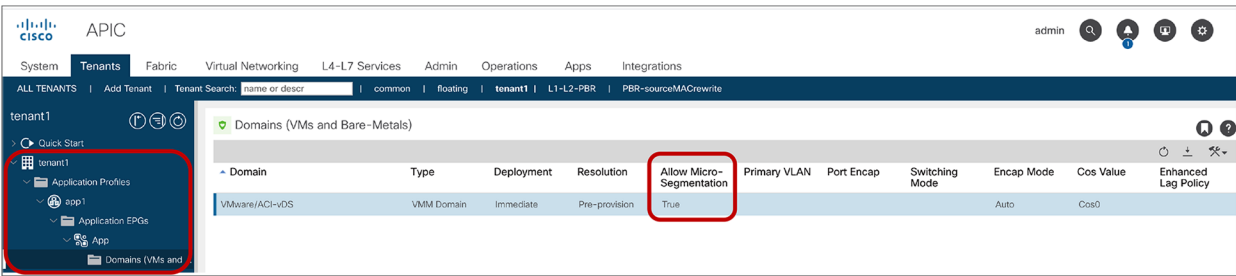 CISCO APIC admin 1
System Tenants Fabric Virtual Networking L4-L7 Services Admin Operations Apps Integrations
ALL TENANTS | Add Tenant | Tenant Search: name or descr | common | floating | tenant1 | L1-L2-PBR | PBR-sourceMACrewrite
tenant1
Quick Start
tenant1
Application Profiles
app1
Application EPGs
App
Domains (VMs and ...
Domains (VMs and Bare-Metals)
Domain Type Deployment Resolution Allow Micro-Segmentation Primary VLAN Port Encap Switching Mode Encap Mode Cos Value Enhanced Lag Policy
VMware/ACI-vDS VMM Domain Immediate Pre-provision True Auto Cos0